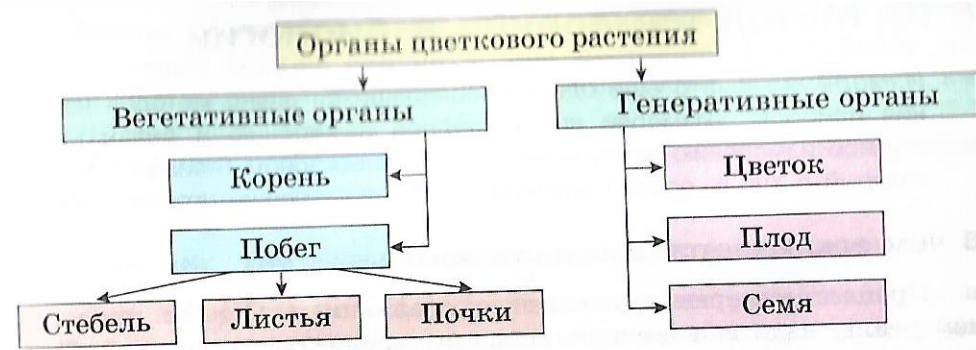 Органы цветкового растения
Вегетативные органы
Генеративные органы
Корень
Цветок
Побег
Плод
Стебель
Листья
Почки
Семя